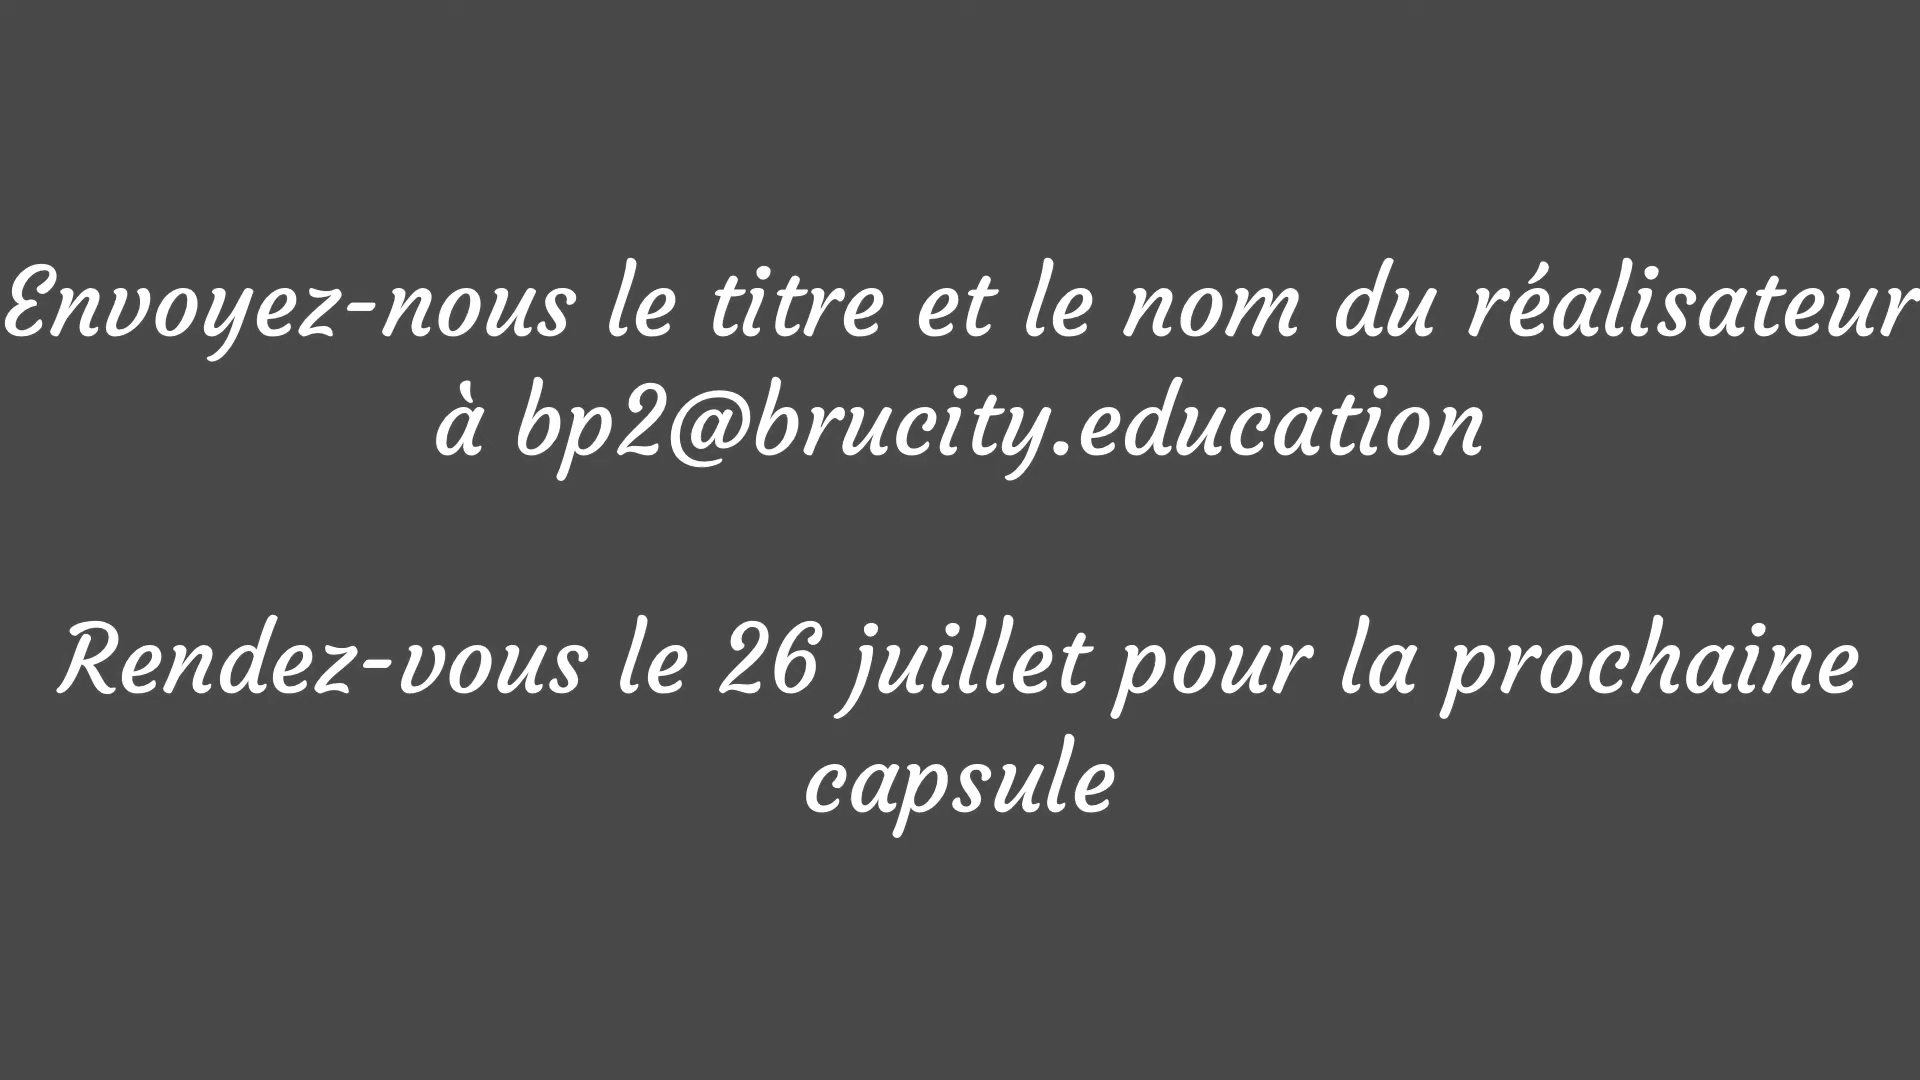 Envoyez-nous le titre et le nom du réalisateur
à bp2@brucity.education
Rendez-vous le 26 juillet pour la prochaine
capsule